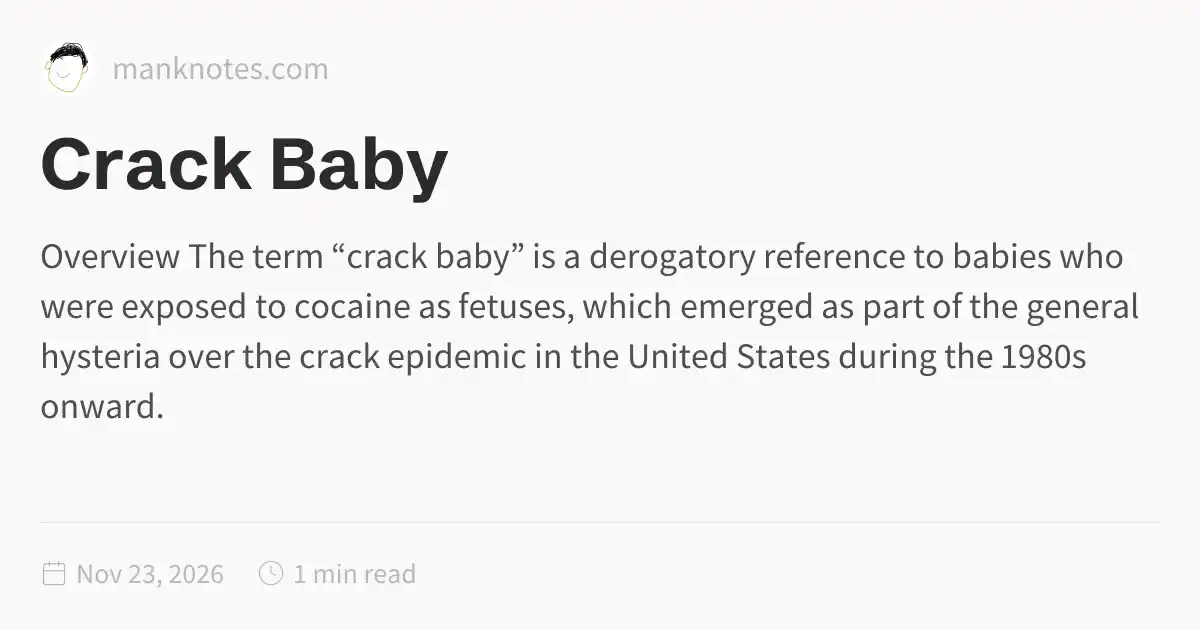 manknotes.com
Crack Baby
Overview The term “crack baby” is a derogatory reference to babies who
were exposed to cocaine as fetuses, which emerged as part of the general
hysteria over the crack epidemic in the United States during the 1980s
onward.
Nov 23, 2026 1 min read